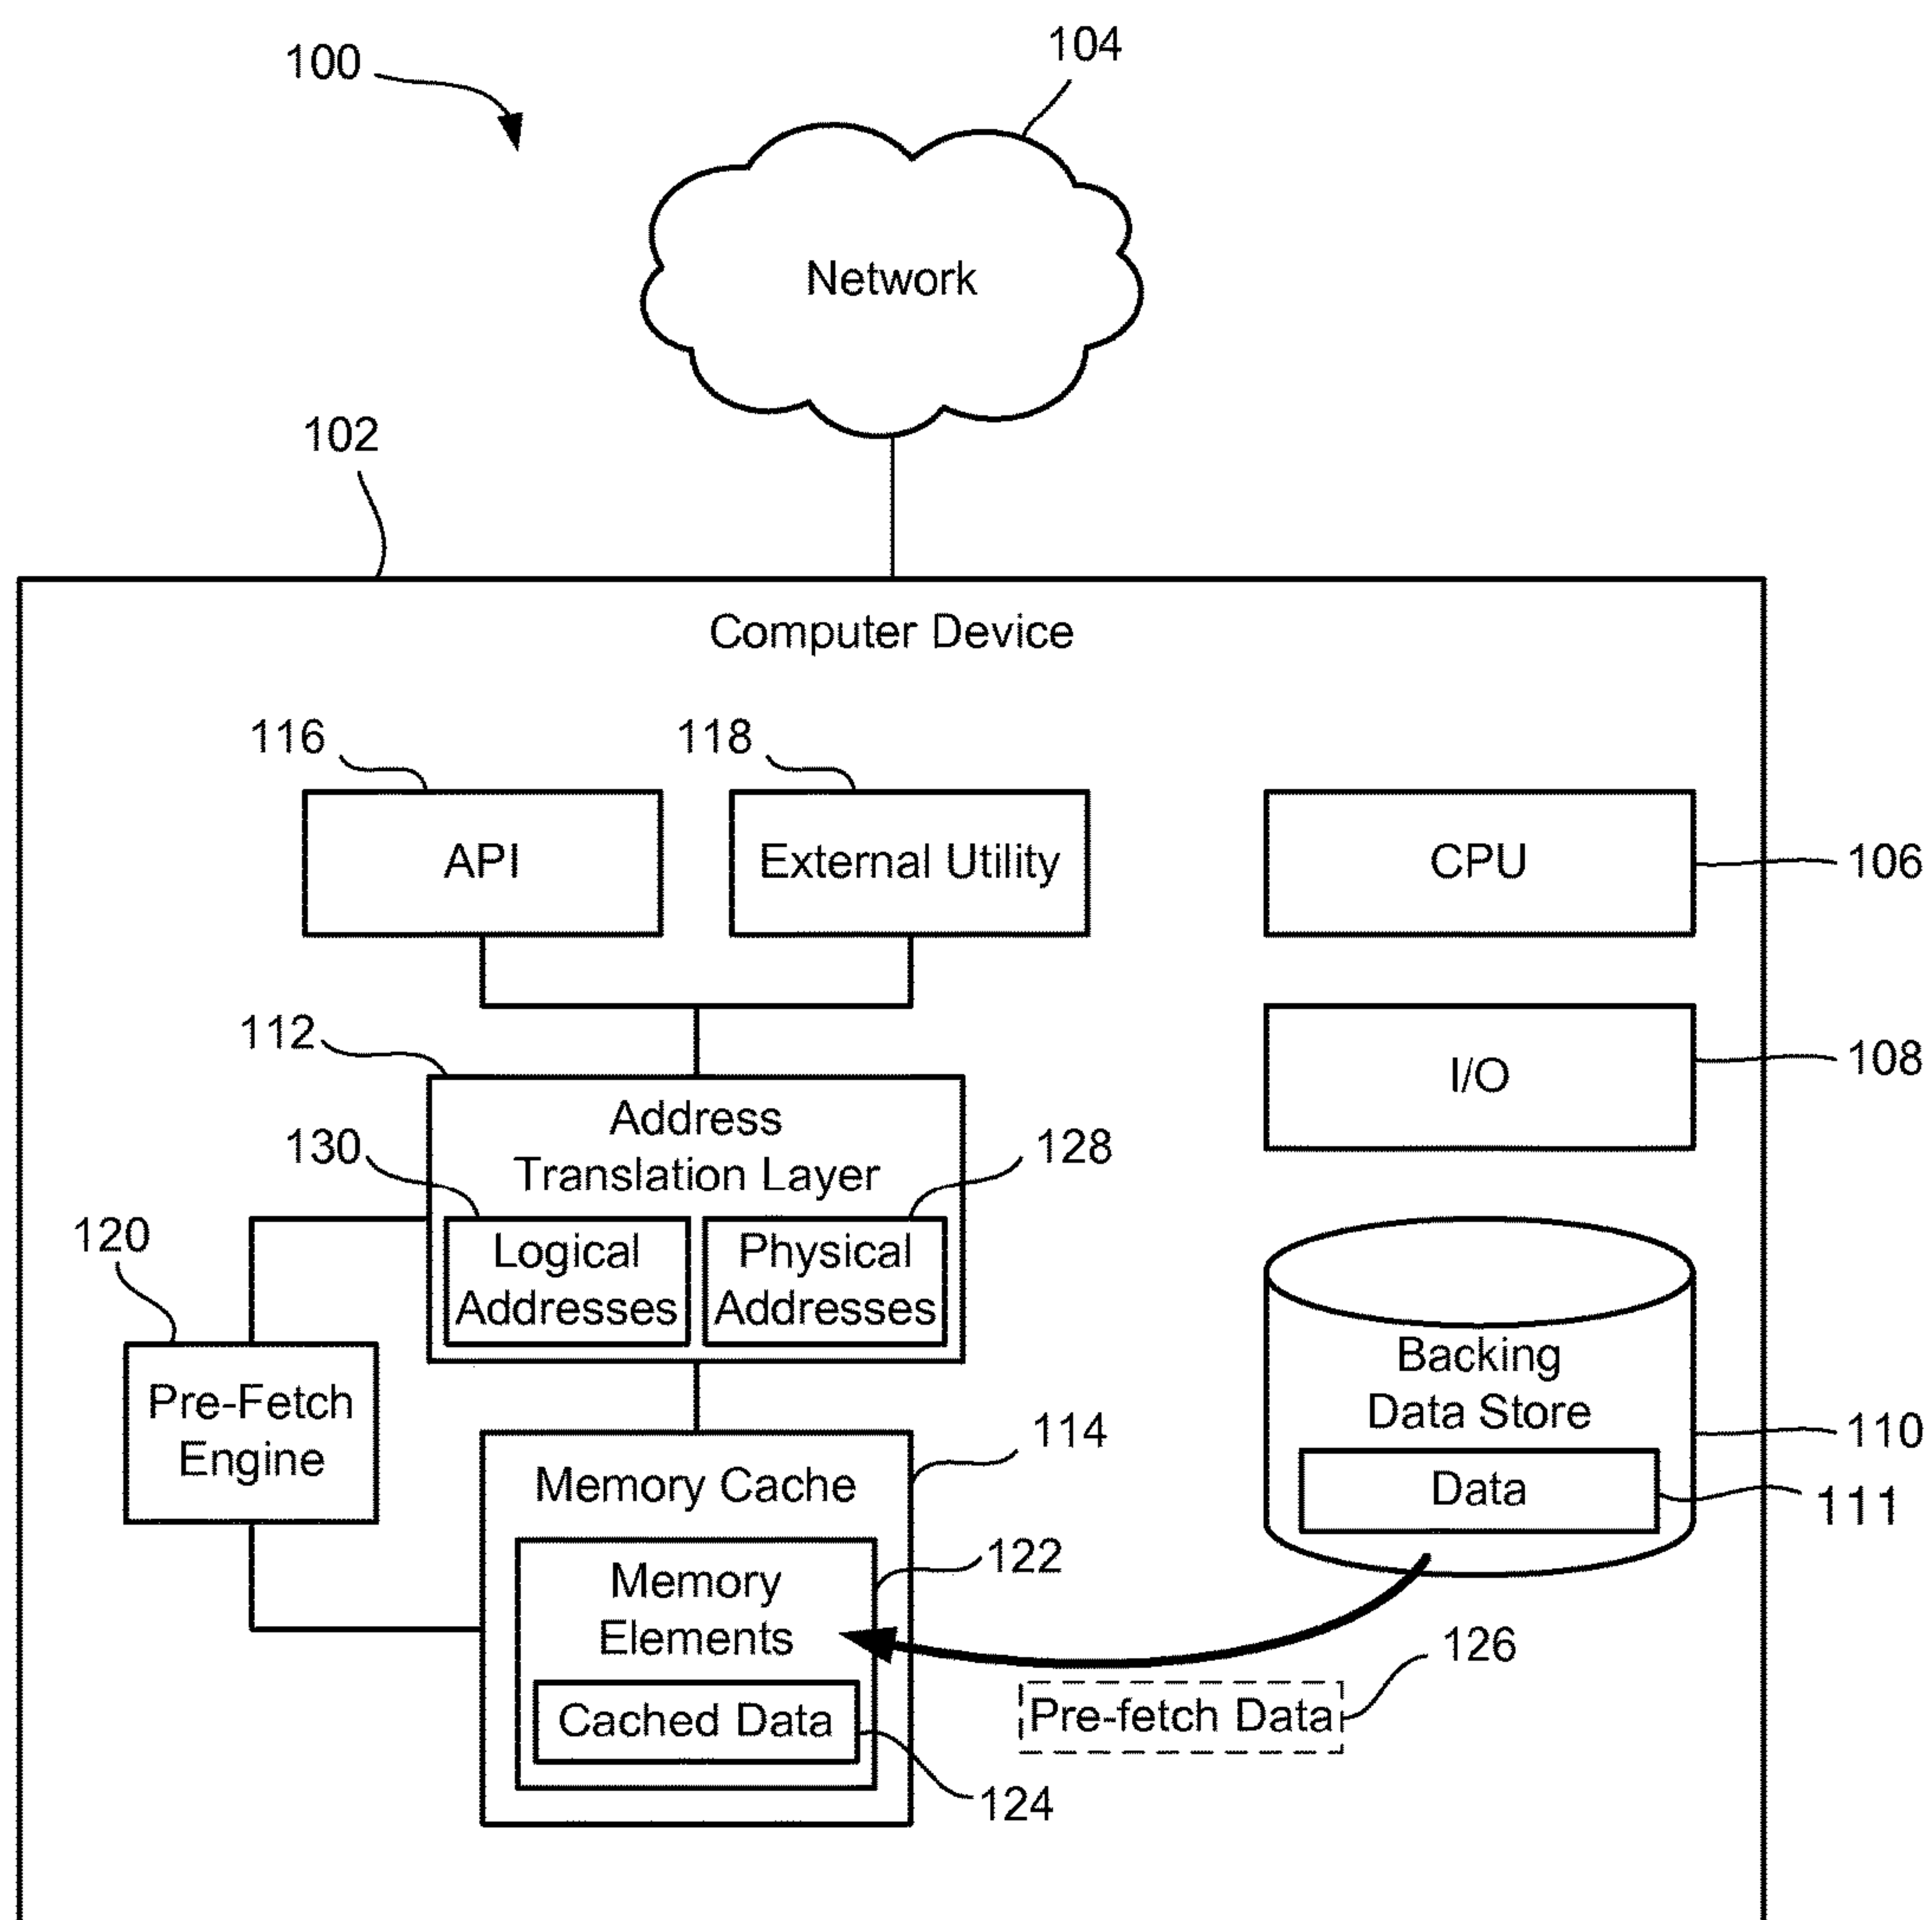 100
104
Network
102
Computer Device
116
118
API
External Utility
CPU
106
112
I/O
108
Address
Translation Layer
130
128
120
Logical
Addresses
Physical
Addresses
Pre-Fetch
Engine
Backing
Data Store
110
114
Memory Cache
Data
111
122
Memory
Elements
126
Cached Data
Pre-fetch Data
124